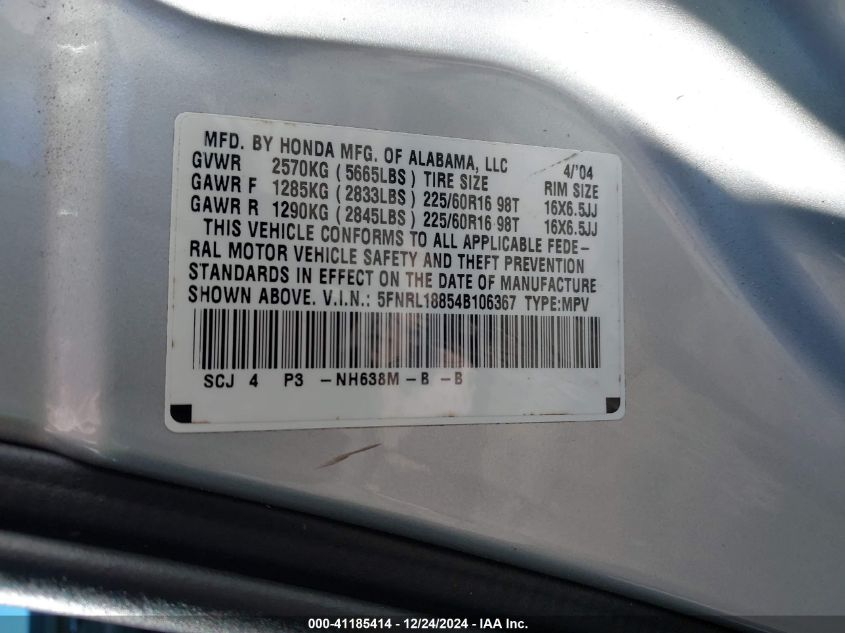 MFD. BY HONDA MFG. OF ALABAMA, LLC 4/'04
GVWR 2570KG ( 5665LBS ) TIRE SIZE RIM SIZE
GAWR F 1285KG ( 2833LBS ) 225/60R16 98T 16X6.5JJ
GAWR R 1290KG ( 2845LBS ) 225/60R16 98T 16X6.5JJ
THIS VEHICLE CONFORMS TO ALL APPLICABLE FEDE-
RAL MOTOR VEHICLE SAFETY AND THEFT PREVENTION
STANDARDS IN EFFECT ON THE DATE OF MANUFACTURE
SHOWN ABOVE. V.I.N.: 5FNRL18854B106367 TYPE:MPV
SCJ 4 P3 -NH638M -B -B
000-41185414 - 12/24/2024 - IAA Inc.